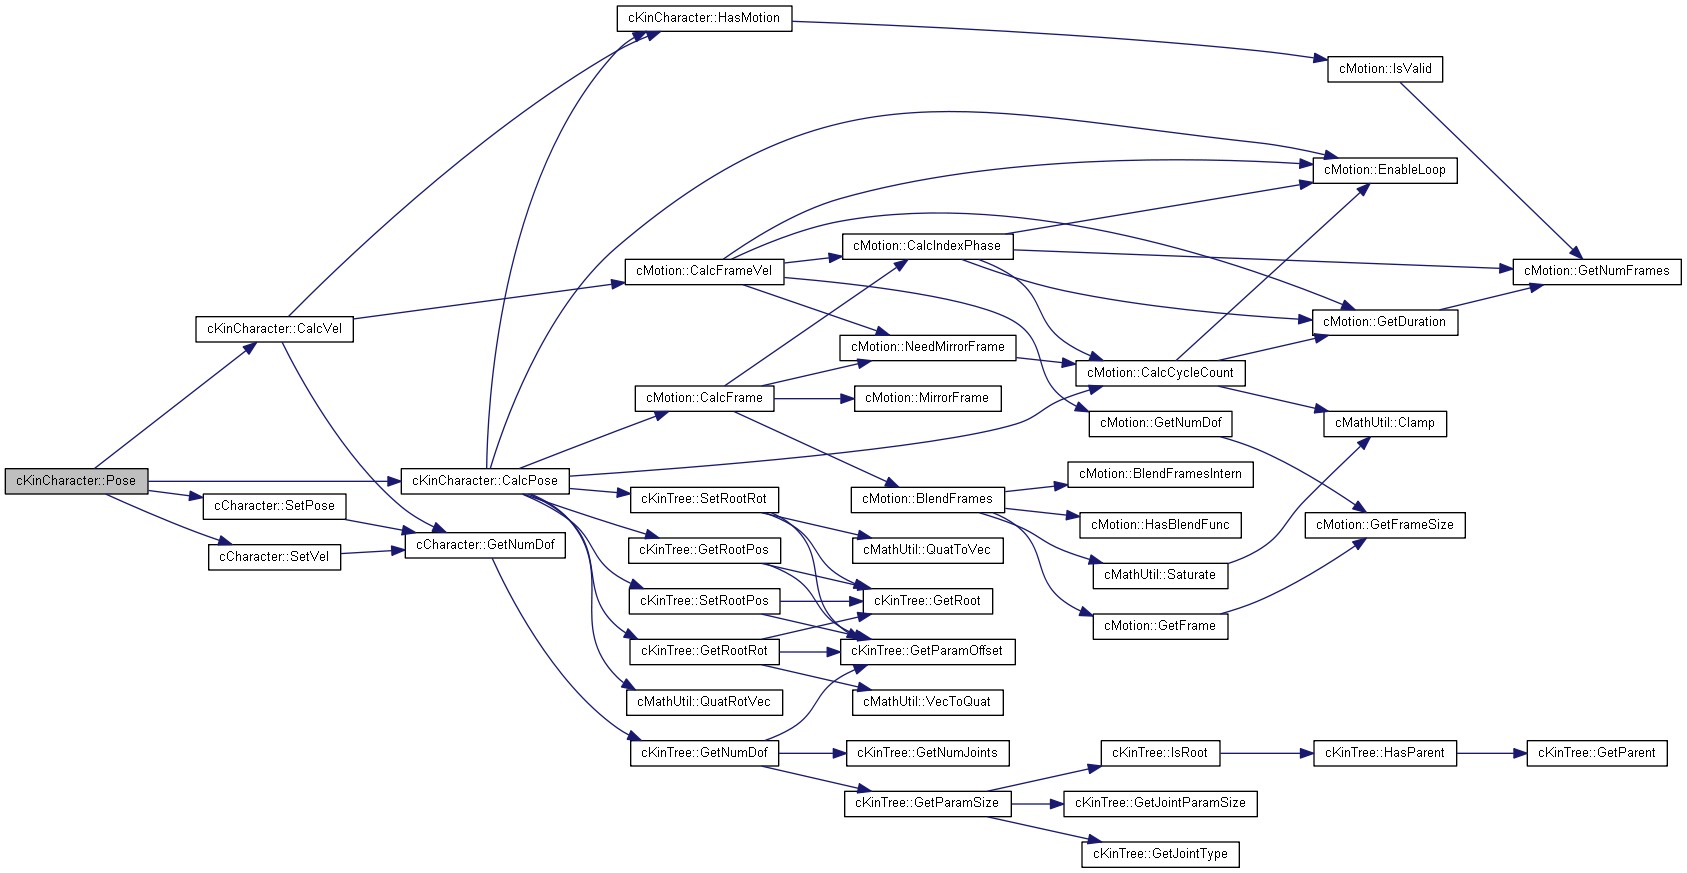 cKinCharacter::HasMotion
cMotion::IsValid
cMotion::EnableLoop
cMotion::CalcIndexPhase
cMotion::CalcFrameVel
cMotion::GetNumFrames
cKinCharacter::CalcVel
cMotion::GetDuration
cMotion::NeedMirrorFrame
cMotion::CalcCycleCount
cMotion::CalcFrame
cMotion::MirrorFrame
cMotion::GetNumDof
cMathUtil::Clamp
cKinCharacter::Pose
cKinCharacter::CalcPose
cMotion::BlendFramesIntern
cKinTree::SetRootRot
cMotion::BlendFrames
cCharacter::SetPose
cMotion::HasBlendFunc
cMotion::GetFrameSize
cCharacter::GetNumDof
cCharacter::SetVel
cKinTree::GetRootPos
cMathUtil::QuatToVec
cMathUtil::Saturate
cKinTree::SetRootPos
cKinTree::GetRoot
cMotion::GetFrame
cKinTree::GetRootRot
cKinTree::GetParamOffset
cMathUtil::QuatRotVec
cMathUtil::VecToQuat
cKinTree::GetNumDof
cKinTree::GetNumJoints
cKinTree::IsRoot
cKinTree::HasParent
cKinTree::GetParent
cKinTree::GetParamSize
cKinTree::GetJointParamSize
cKinTree::GetJointType